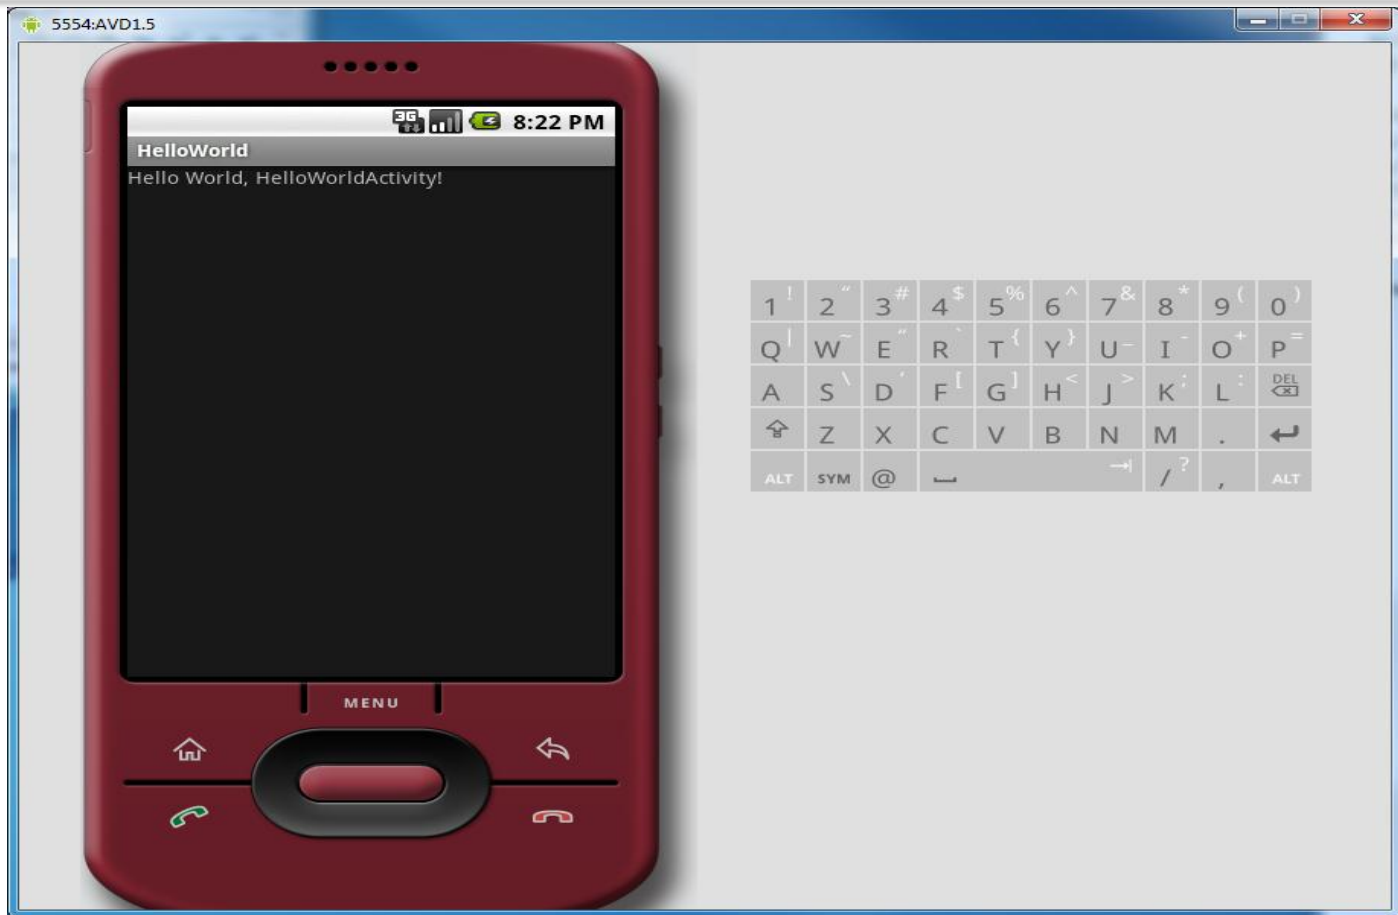 5554:AVD1.5
3G 8:22 PM
HelloWorld
Hello World, HelloWorldActivity!
MENU
1 ! 2 " 3 # 4 $ 5 % 6 ^ 7 & 8 * 9 ( 0 )
Q | W ~ E " R ` T { Y } U _ I - O + P =
A S \ D ' F [ G ] H < J > K ; L : DEL
Z X C V B N M .
ALT SYM @ / ? , ALT